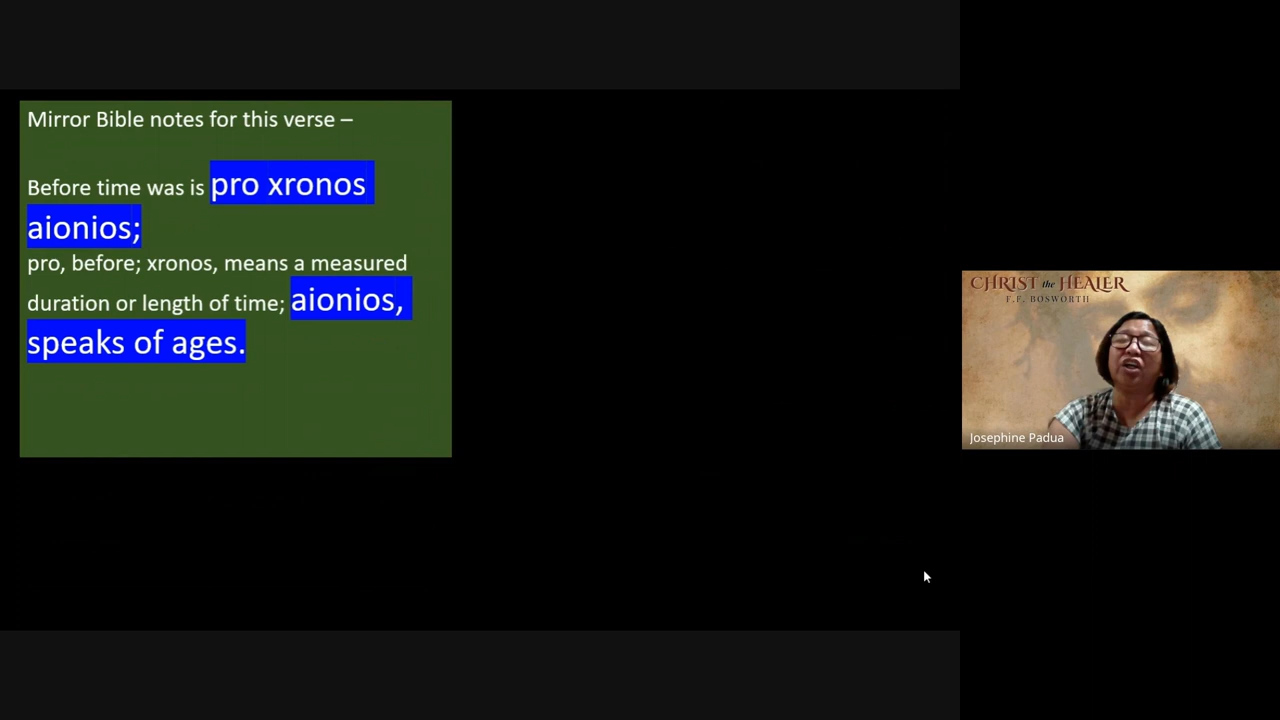 Mirror Bible notes for this verse –
Before time was is pro xronos
aionios;
pro, before; xronos, means a measured
duration or length of time; aionios,
speaks of ages.
CHRIST the HEALER
F.F. BOSWORTH
Josephine Padua